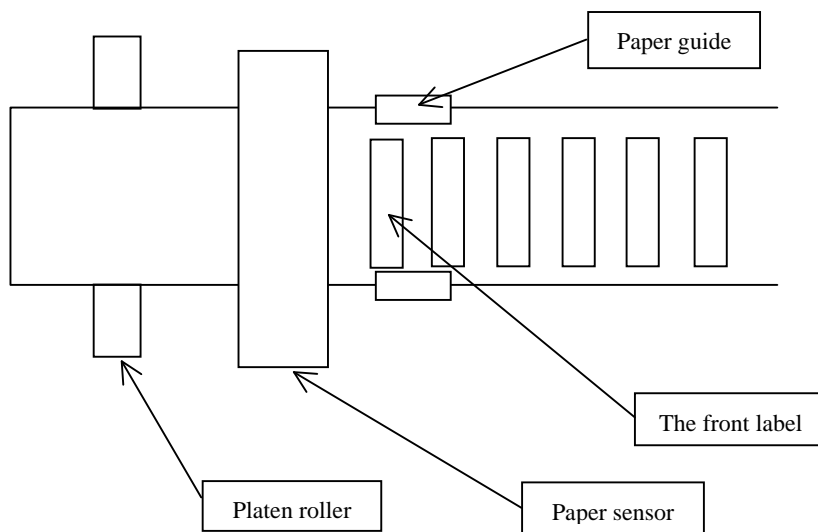 Paper guide
The front label
Platen roller
Paper sensor